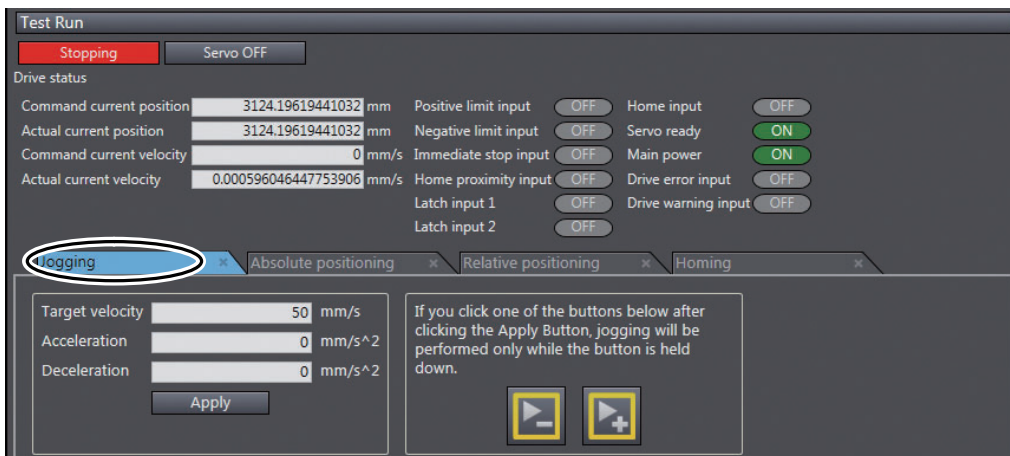 Test Run
Stopping Servo OFF
Drive status
Command current position 3124.19619441032 mm Positive limit input OFF Home input OFF
Actual current position 3124.19619441032 mm Negative limit input OFF Servo ready ON
Command current velocity 0 mm/s Immediate stop input OFF Main power ON
Actual current velocity 0.000596046447753906 mm/s Home proximity input OFF Drive error input OFF
Latch input 1 OFF Drive warning input OFF
Latch input 2 OFF
Jogging × Absolute positioning × Relative positioning × Homing ×
Target velocity 50 mm/s
Acceleration 0 mm/s^2
Deceleration 0 mm/s^2
Apply
If you click one of the buttons below after
clicking the Apply Button, jogging will be
performed only while the button is held
down.